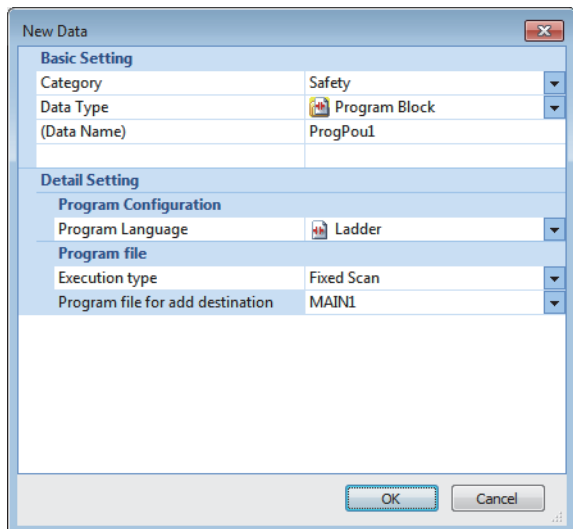 New Data
Basic Setting
Category Safety
Data Type Program Block
(Data Name) ProgPou1
Detail Setting
Program Configuration
Program Language Ladder
Program file
Execution type Fixed Scan
Program file for add destination MAIN1
OK Cancel